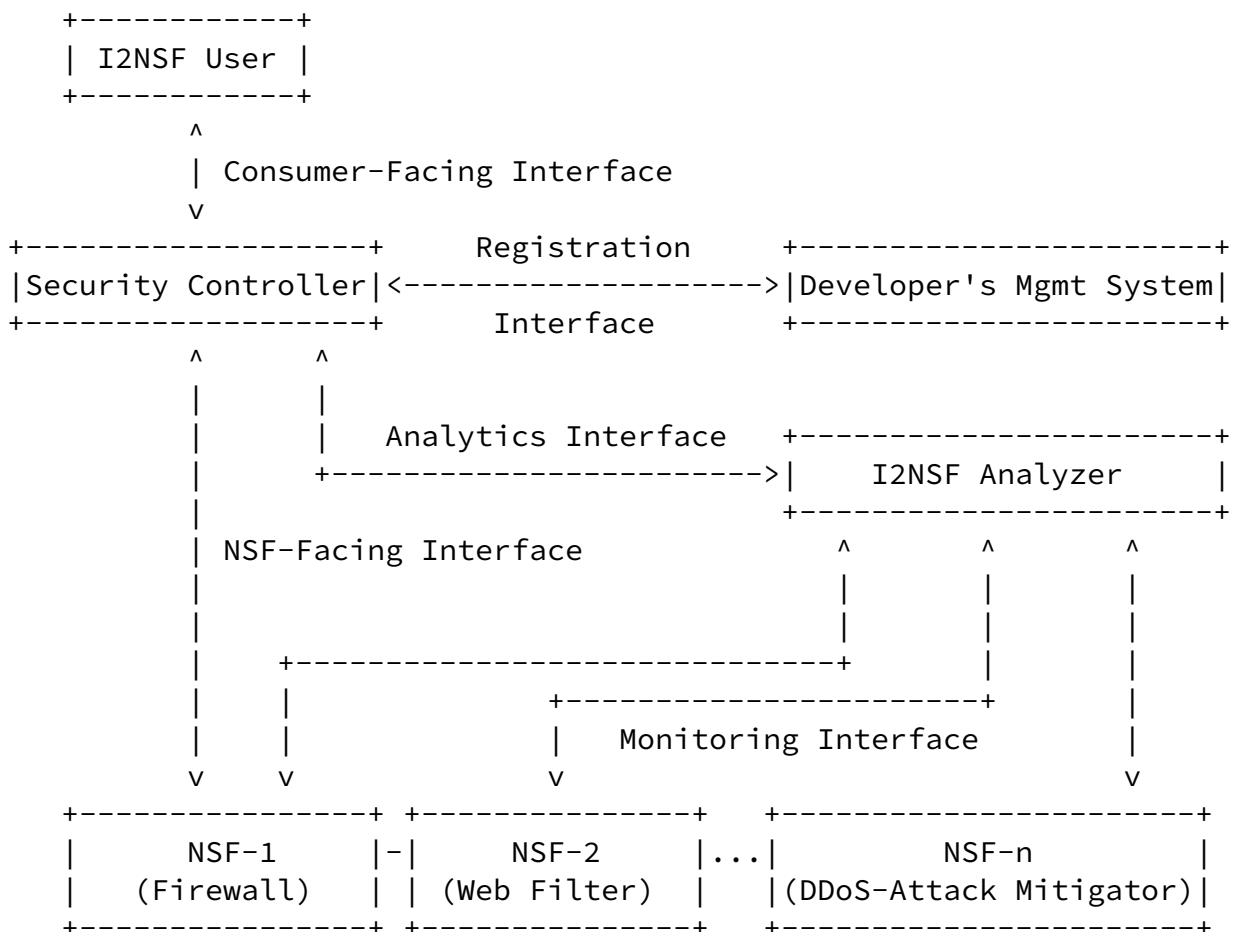 I2NSF User
Consumer-Facing Interface
Registration
Security Controller Developer's Mgmt System
Interface
Analytics Interface
I2NSF Analyzer
NSF-Facing Interface
Monitoring Interface
NSF-1 NSF-2 ... NSF-n
(Firewall) (Web Filter) (DDoS-Attack Mitigator)